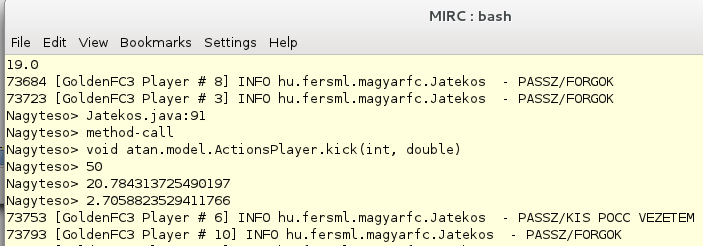 MIRC : bash
File Edit View Bookmarks Settings Help
19.0
73684 [GoldenFC3 Player # 8] INFO hu.fersml.magyarfc.Jatekos  - PASSZ/FORGOK
73723 [GoldenFC3 Player # 3] INFO hu.fersml.magyarfc.Jatekos  - PASSZ/FORGOK
Nagyteso> Jatekos.java:91
Nagyteso> method-call
Nagyteso> void atan.model.ActionsPlayer.kick(int, double)
Nagyteso> 50
Nagyteso> 20.784313725490197
Nagyteso> 2.7058823529411766
73753 [GoldenFC3 Player # 6] INFO hu.fersml.magyarfc.Jatekos  - PASSZ/KIS POCC VEZETEM
73793 [GoldenFC3 Player # 10] INFO hu.fersml.magyarfc.Jatekos  - PASSZ/FORGOK